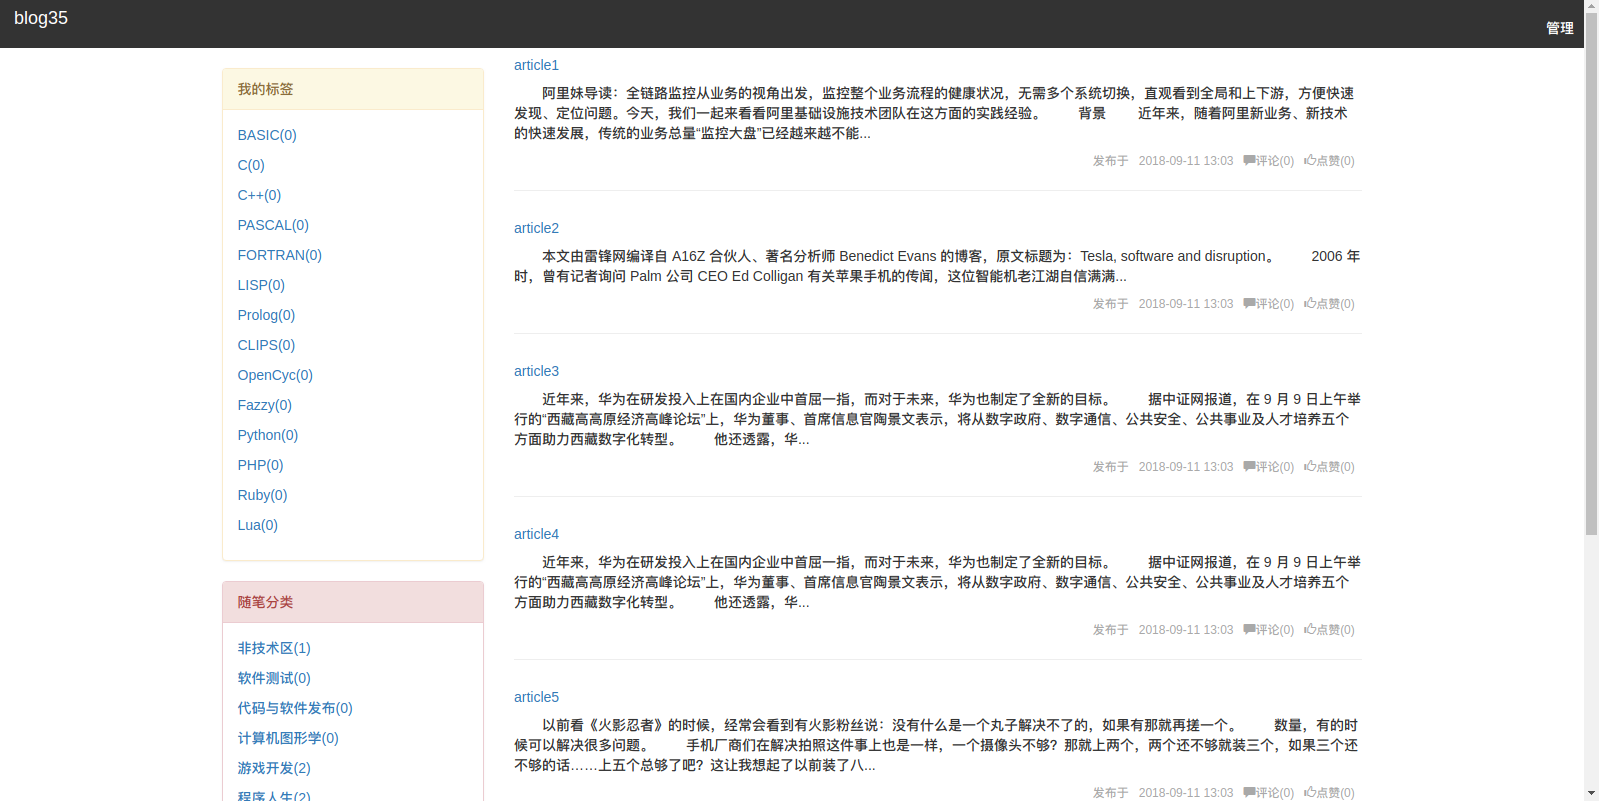 blog35
管理
我的标签
BASIC(0)
C(0)
C++(0)
PASCAL(0)
FORTRAN(0)
LISP(0)
Prolog(0)
CLIPS(0)
OpenCyc(0)
Fazzy(0)
Python(0)
PHP(0)
Ruby(0)
Lua(0)
随笔分类
非技术区(1)
软件测试(0)
代码与软件发布(0)
计算机图形学(0)
游戏开发(2)
程序人生(2)
article1
阿里妹导读：全链路监控从业务的视角出发，监控整个业务流程的健康状况，无需多个系统切换，直观看到全局和上下游，方便快速
发现、定位问题。今天，我们一起来看看阿里基础设施技术团队在这方面的实践经验。 背景 近年来，随着阿里新业务、新技术
的快速发展，传统的业务总量“监控大盘”已经越来越不能...
发布于 2018-09-11 13:03 评论(0) 点赞(0)
article2
本文由雷锋网编译自 A16Z 合伙人、著名分析师 Benedict Evans 的博客，原文标题为：Tesla, software and disruption。 2006 年
时，曾有记者询问 Palm 公司 CEO Ed Colligan 有关苹果手机的传闻，这位智能机老江湖自信满满...
发布于 2018-09-11 13:03 评论(0) 点赞(0)
article3
近年来，华为在研发投入上在国内企业中首屈一指，而对于未来，华为也制定了全新的目标。 据中证网报道，在 9 月 9 日上午举
行的“西藏高高原经济高峰论坛”上，华为董事、首席信息官陶景文表示，将从数字政府、数字通信、公共安全、公共事业及人才培养五个
方面助力西藏数字化转型。 他还透露，华...
发布于 2018-09-11 13:03 评论(0) 点赞(0)
article4
近年来，华为在研发投入上在国内企业中首屈一指，而对于未来，华为也制定了全新的目标。 据中证网报道，在 9 月 9 日上午举
行的“西藏高高原经济高峰论坛”上，华为董事、首席信息官陶景文表示，将从数字政府、数字通信、公共安全、公共事业及人才培养五个
方面助力西藏数字化转型。 他还透露，华...
发布于 2018-09-11 13:03 评论(0) 点赞(0)
article5
以前看《火影忍者》的时候，经常会看到有火影粉丝说：没有什么是一个丸子解决不了的，如果有那就再搓一个。 数量，有的时
候可以解决很多问题。 手机厂商们在解决拍照这件事上也是一样，一个摄像头不够？那就上两个，两个还不够就装三个，如果三个还
不够的话……上五个总够了吧？这让我想起了以前装了八...
发布于 2018-09-11 13:03 评论(0) 点赞(0)